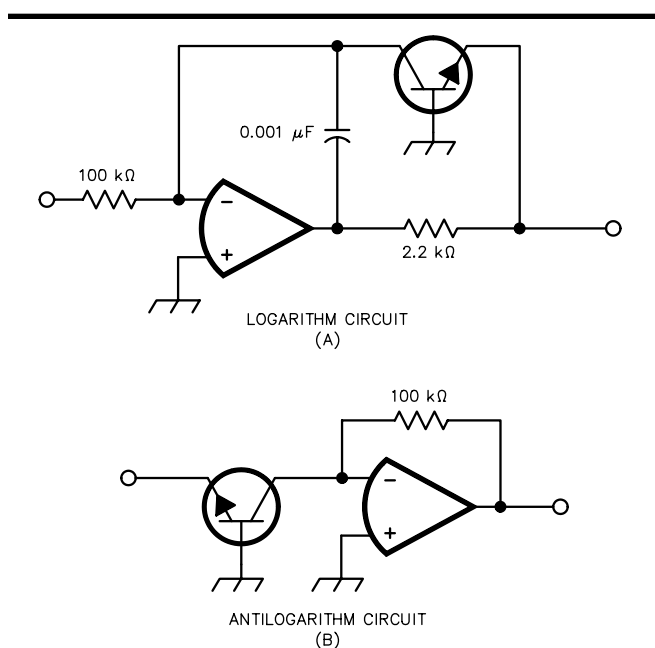 0.001 μF
100 kΩ
−
+
2.2 kΩ
LOGARITHM CIRCUIT
(A)
100 kΩ
−
+
ANTILOGARITHM CIRCUIT
(B)